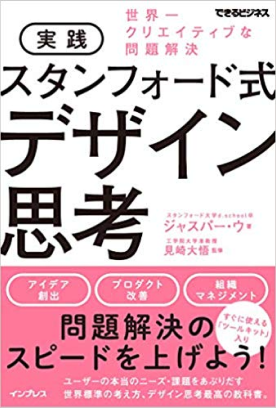 できるビジネス
世界一
クリエイティブな
問題解決
実践
スタンフォード式
デザイン
思考
スタンフォード大学d.school卒
ジャスパー・ウ 著
工学院大学准教授
見崎大悟 監修
アイデア
創出
プロダクト
改善
組織
マネジメント
問題解決の
スピードを上げよう!
すぐに使える
「ツールキット」
入り
ユーザーの本当のニーズ・課題をあぶりだす
世界標準の考え方、デザイン思考最高の教科書。
インプレス